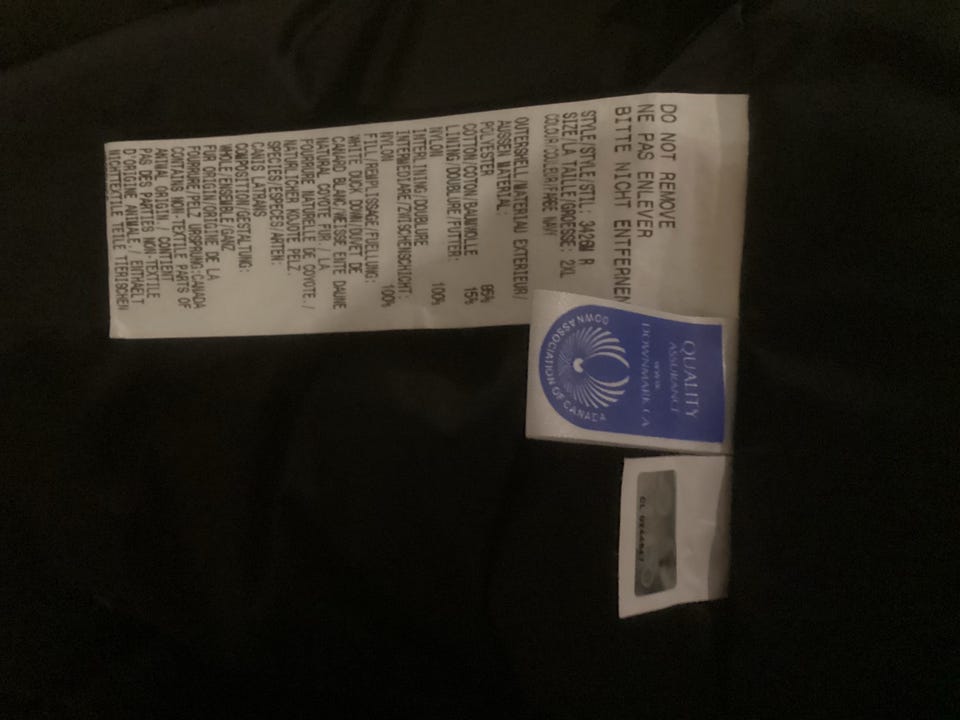 DO NOT REMOVE
NE PAS ENLEVER
BITTE NICHT ENTFERNEN
STYLE/STYLE/STIL: 3426M R
SIZE/LA TAILLE/GROESSE: 2XL
COLOUR/COULEUR/FARBE NAVY
OUTERSHELL/MATERIAU EXTERIEUR/
AUSSEN MATERIAL:
POLYESTER 85%
COTTON/COTON/BAUMWOLLE 15%
LINING/DOUBLURE/FUTTER:
NYLON 100%
INTERLINING/DOUBLURE
INTERMEDIARE/ZWISCHENSCHICHT:
NYLON 100%
FILL/REMPLISSAGE/FUELLUNG:
WHITE DUCK DOWN/DUVET DE
CANARD BLANC/WEISSE ENTE DAUNE
NATURAL COYOTE FUR / LA
FOURRURE NATURELLE DE COYOTE./
NATURLICHER KOJOTE PELZ.
SPECIES/ESPECES/ARTEN:
CANIS LATRANS
COMPOSITION/GESTALTUNG:
WHOLE/ENSEMBLE/GANZ
FUR ORIGIN/ORIGINE DE LA
FOURRURE/PELZ URSPRUNG:CANADA
CONTAINS NON-TEXTILE PARTS OF
ANIMAL ORIGIN / CONTIENT
PAS DES PARTIES NON-TEXTILE
D'ORIGINE ANIMALE./ ENTHAELT
NICHTTEXTILE TEILE TIERISCHEN
QUALITY
ASSURANCE
DOWNMARK.CA
DOWN ASSOCIATION OF CANADA